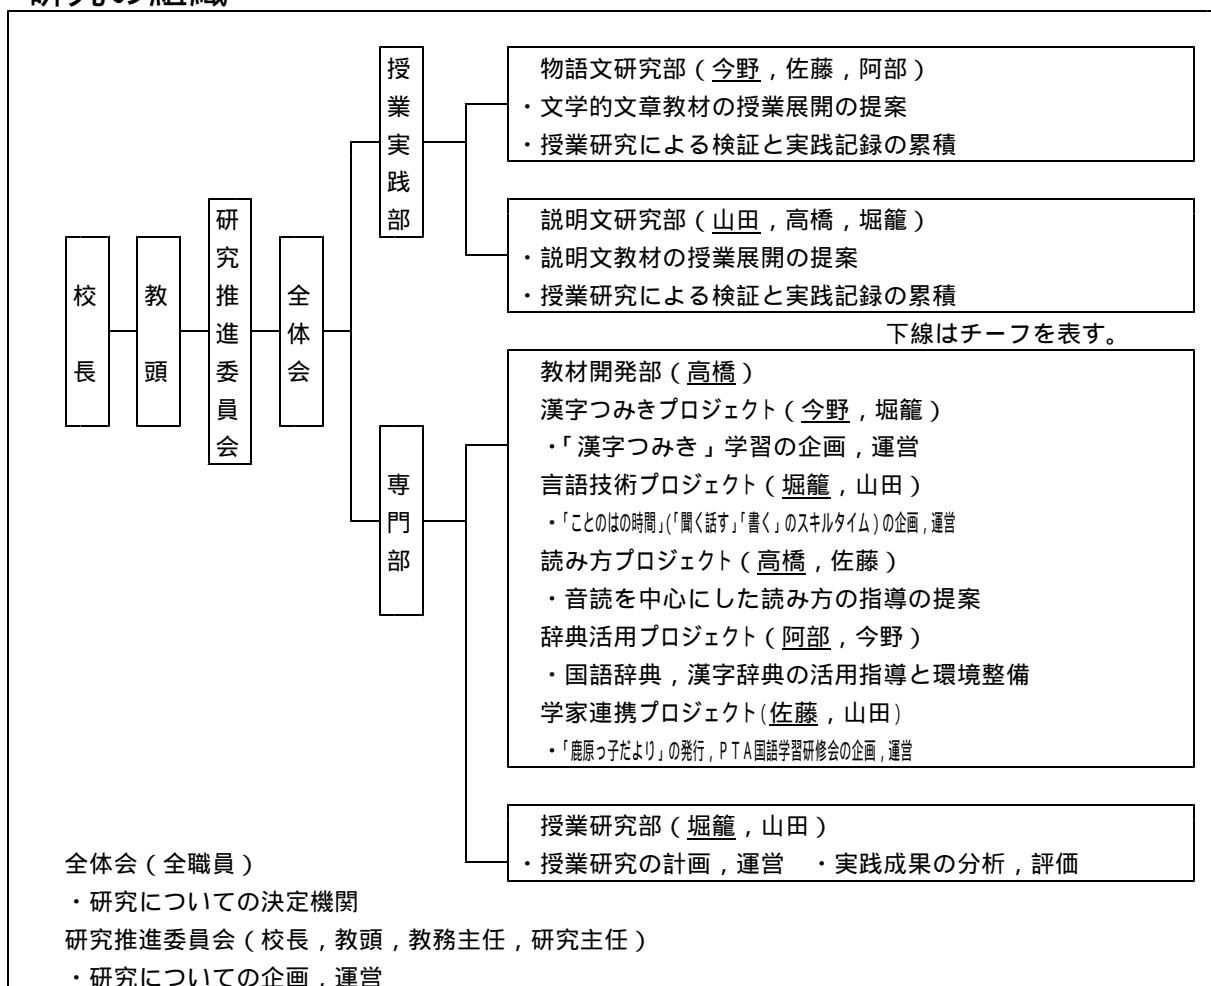 研究の組織
授業実践部
物語文研究部（今野，佐藤，阿部）
・文学的文章教材の授業展開の提案
・授業研究による検証と実践記録の累積
説明文研究部（山田，高橋，堀籠）
・説明文教材の授業展開の提案
・授業研究による検証と実践記録の累積
下線はチーフを表す。
校長
教頭
研究推進委員会
全体会
専門部
教材開発部（高橋）
漢字つみきプロジェクト（今野，堀籠）
・「漢字つみき」学習の企画，運営
言語技術プロジェクト（堀籠，山田）
・「ことのはの時間」(「聞く話す」「書く」のスキルタイム)の企画，運営
読み方プロジェクト（高橋，佐藤）
・音読を中心にした読み方の指導の提案
辞典活用プロジェクト（阿部，今野）
・国語辞典，漢字辞典の活用指導と環境整備
学家連携プロジェクト(佐藤，山田)
・「鹿原っ子だより」の発行，ＰＴＡ国語学習研修会の企画，運営
授業研究部（堀籠，山田）
・授業研究の計画，運営　・実践成果の分析，評価
全体会（全職員）
・研究についての決定機関
研究推進委員会（校長，教頭，教務主任，研究主任）
・研究についての企画，運営